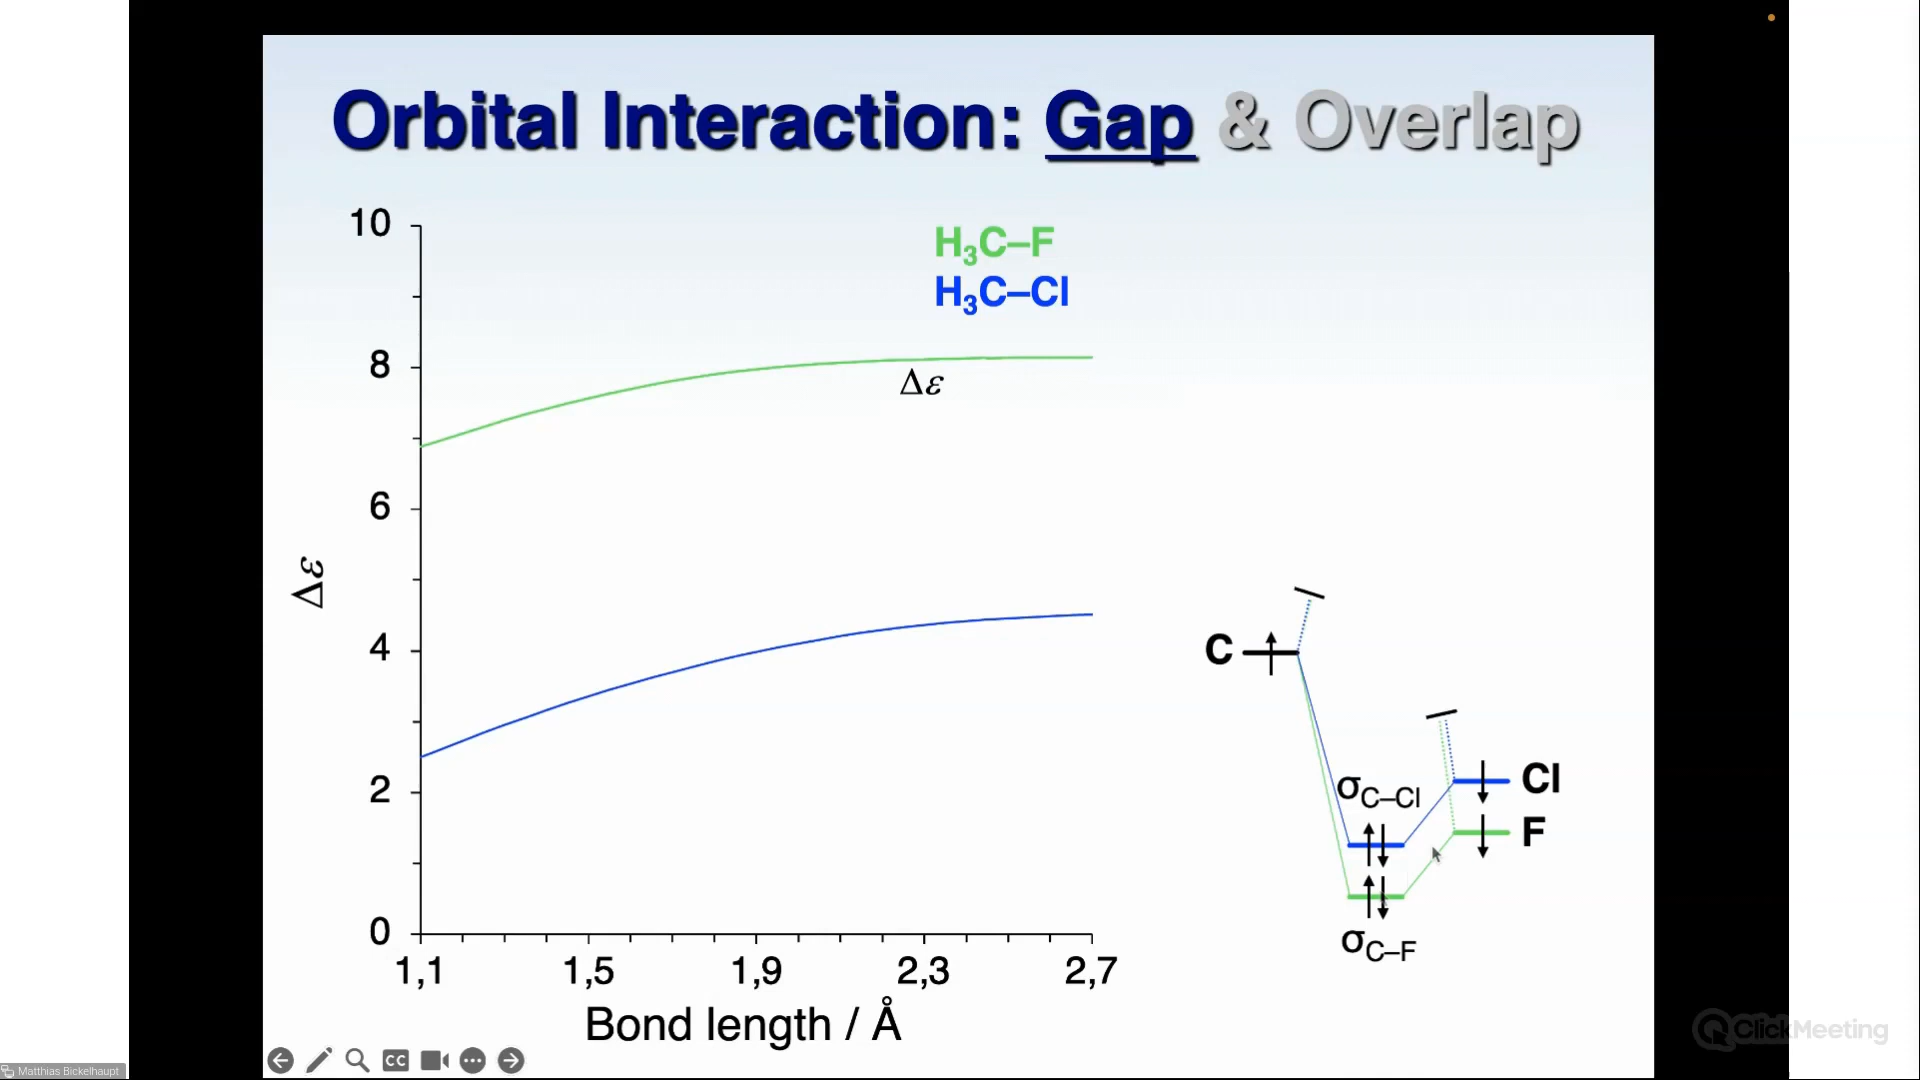 Orbital Interaction: Gap & Overlap
10
8
6
4
2
0
Δε
H₃C–F
H₃C–Cl
Δε
1,1 1,5 1,9 2,3 2,7
Bond length / Å
C
σC–Cl
Cl
F
σC–F
CC
ClickMeeting
Matthias Bickelhaupt